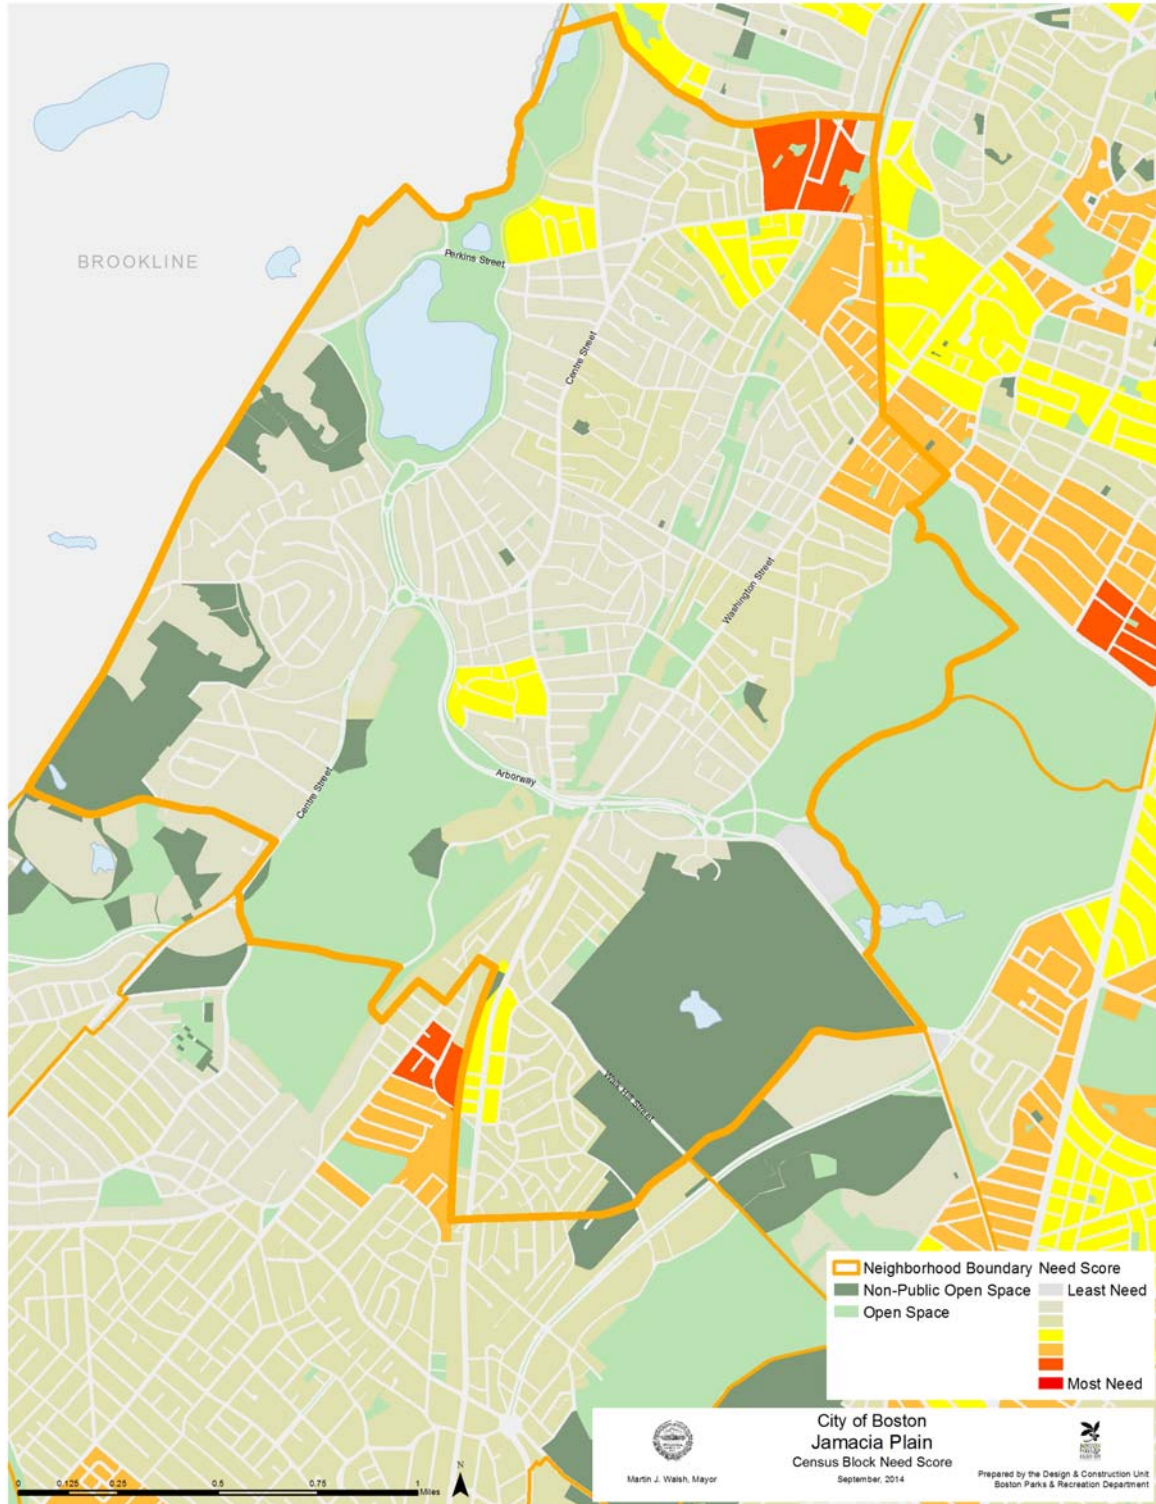 BROOKLINE
Perkins Street
Centre Street
Washington Street
Arborway
Centre Street
Walk Hill Street
Neighborhood Boundary
Non-Public Open Space
Open Space
Need Score
Least Need
Most Need
City of Boston
Jamacia Plain
Census Block Need Score
September, 2014
Martin J. Walsh, Mayor
Prepared by the Design & Construction Unit
Boston Parks & Recreation Department
0 0.125 0.25 0.5 0.75 1
Miles
N